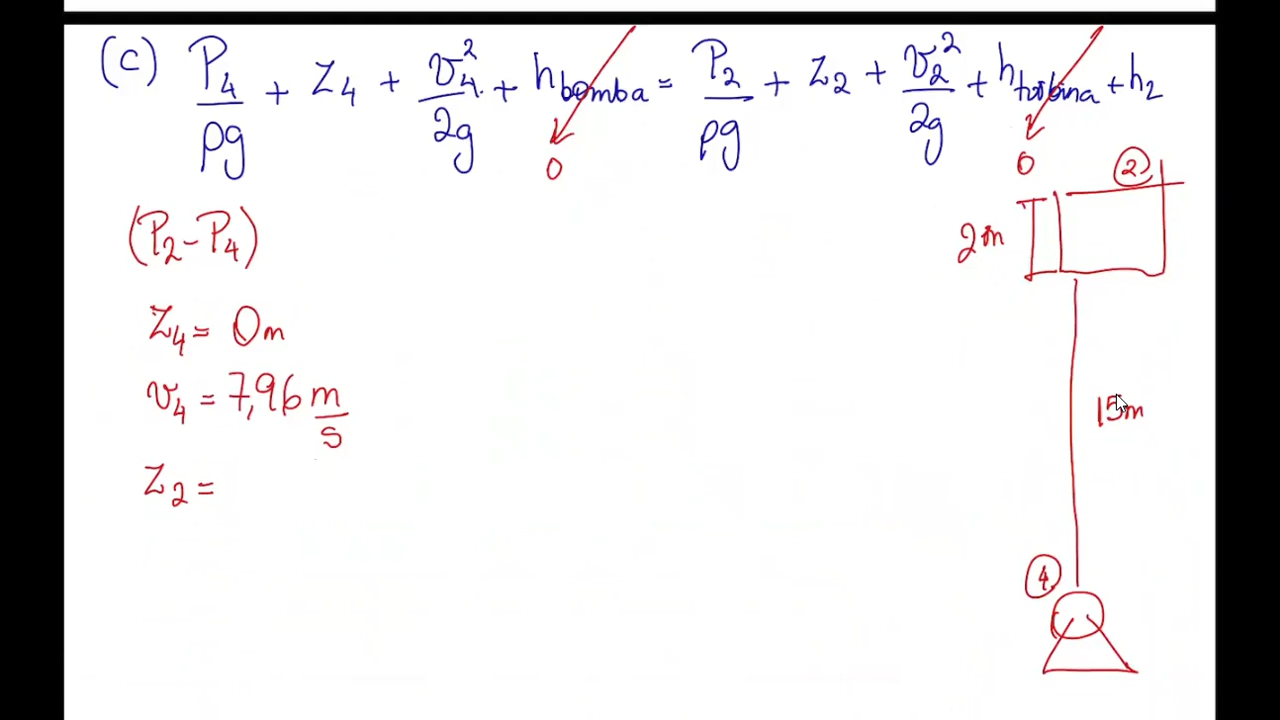 (c) P4/ρg + Z4 + v4²/2g + hbomba = P2/ρg + Z2 + v2²/2g + hturbina + h2
0 0
(P2 - P4)
Z4 = 0m
v4 = 7,96 m/s
Z2 =
2
2m
15m
4